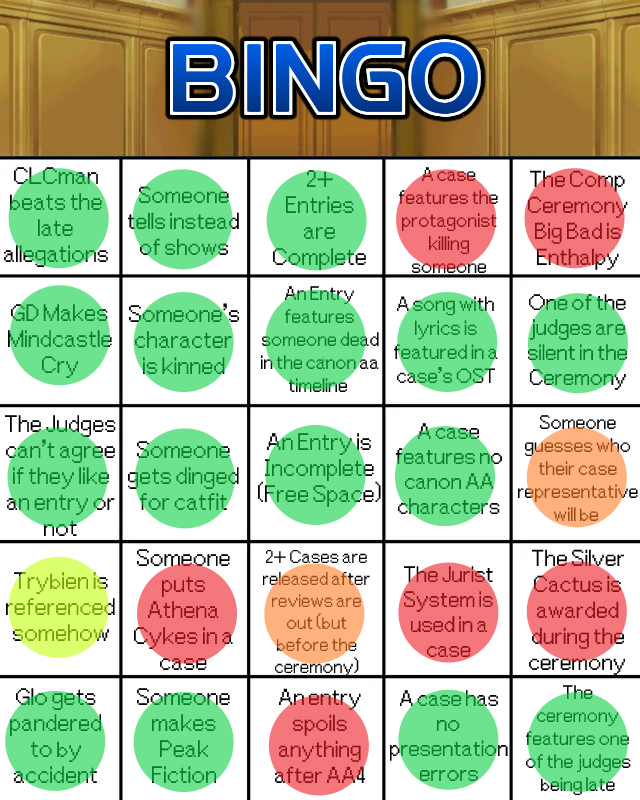 BINGO
CLCman
beats the
late
allegations
Someone
tells instead
of shows
2+
Entries
are
Complete
A case
features the
protagonist
killing
someone
The Comp
Ceremony
Big Bad is
Enthalpy
GD Makes
Mindcastle
Cry
Someone's
character
is kinned
An Entry
features
someone dead
in the canon aa
timeline
A song with
lyrics is
featured in a
case's OST
One of the
judges are
silent in the
Ceremony
The Judges
can't agree
if they like
an entry or
not
Someone
gets dinged
for catfit
An Entry is
Incomplete
(Free Space)
A case
features no
canon AA
characters
Someone
guesses who
their case
representative
will be
Trybien is
referenced
somehow
Someone
puts
Athena
Cykes in a
case
2+ Cases are
released after
reviews are
out (but
before the
ceremony)
The Jurist
System is
used in a
case
The Silver
Cactus is
awarded
during the
ceremony
Glo gets
pandered
to by
accident
Someone
makes
Peak
Fiction
An entry
spoils
anything
after AA4
A case has
no
presentation
errors
The
ceremony
features one
of the judges
being late